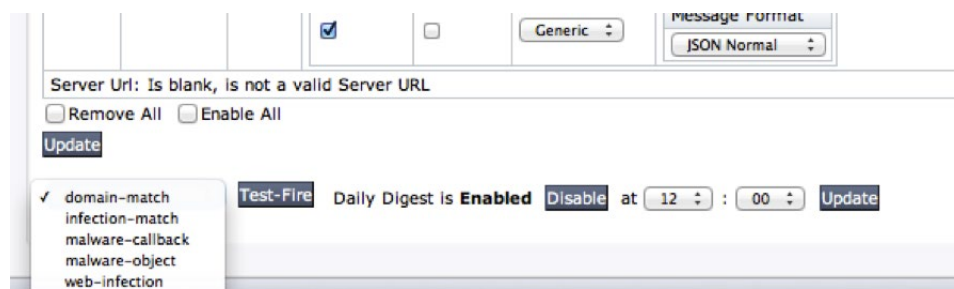 Message Format
Generic
JSON Normal
Server Url: Is blank, is not a valid Server URL
Remove All Enable All
Update
✓ domain-match Test-Fire Daily Digest is Enabled Disable at 12 : 00 Update
infection-match
malware-callback
malware-object
web-infection